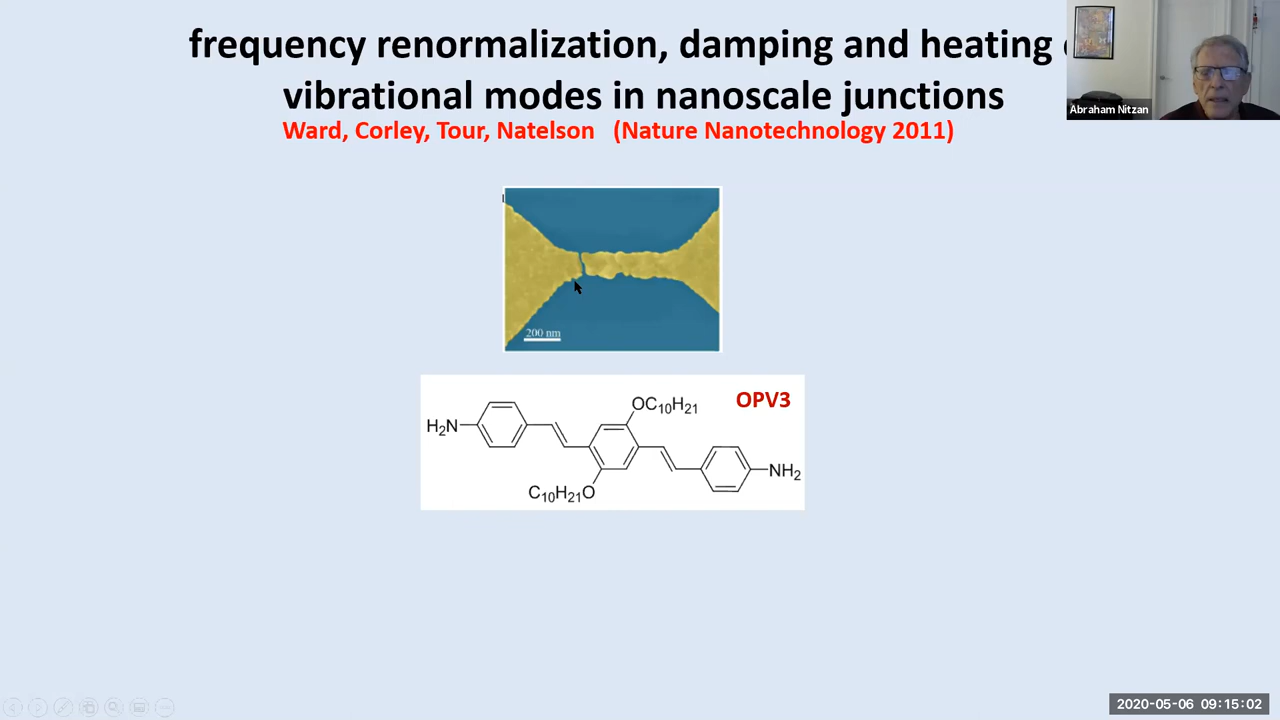 frequency renormalization, damping and heating
vibrational modes in nanoscale junctions
Ward, Corley, Tour, Natelson (Nature Nanotechnology 2011)
Abraham Nitzan
200 nm
OPV3
OC10H21
H2N
NH2
C10H21O
2020-05-06 09:15:02